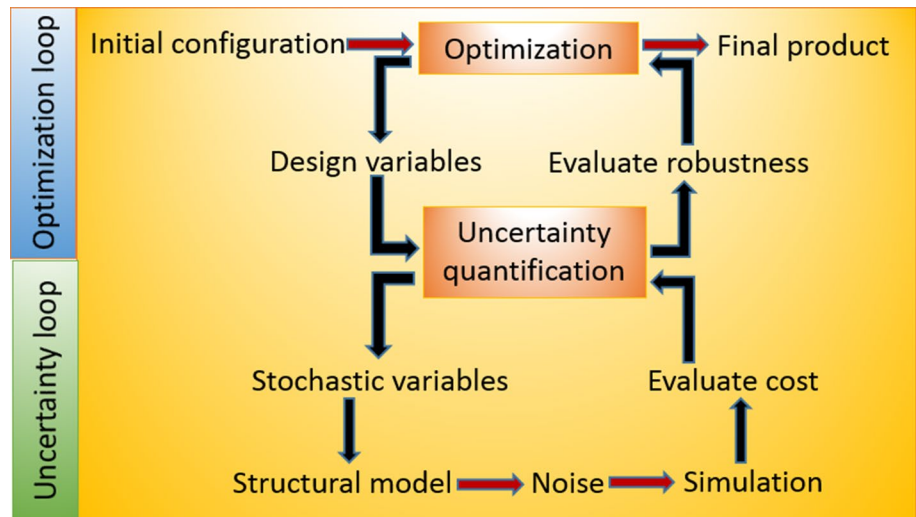 Optimization loop
Initial configuration
Optimization
Final product
Design variables
Evaluate robustness
Uncertainty
quantification
Uncertainty loop
Stochastic variables
Evaluate cost
Structural model
Noise
Simulation